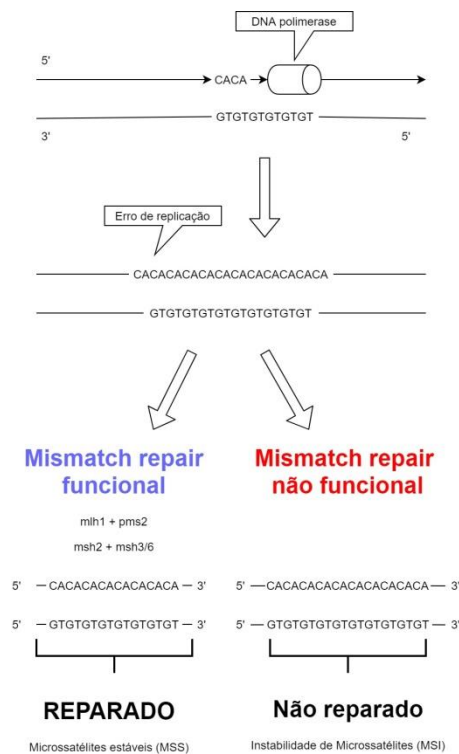 DNA polimerase
5'
CACA
GTGTGTGTGTGT
3' 5'
Erro de replicação
CACACACACACACACACACACACA
GTGTGTGTGTGTGTGTGTGT
Mismatch repair Mismatch repair
funcional não funcional
mlh1 + pms2
msh2 + msh3/6
5' CACACACACACACACA 3' 5' CACACACACACACACACACA 3'
5' GTGTGTGTGTGTGTGT 3' 5' GTGTGTGTGTGTGTGTGTGT 3'
REPARADO Não reparado
Microssatélites estáveis (MSS) Instabilidade de Microssatélites (MSI)